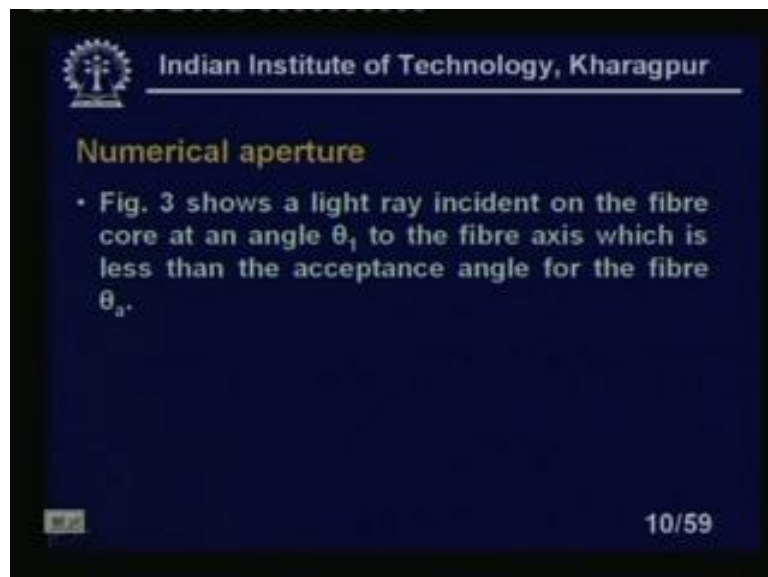 Indian Institute of Technology, Kharagpur
Numerical aperture
• Fig. 3 shows a light ray incident on the fibre
core at an angle θ₁ to the fibre axis which is
less than the acceptance angle for the fibre
θₐ.
10/59